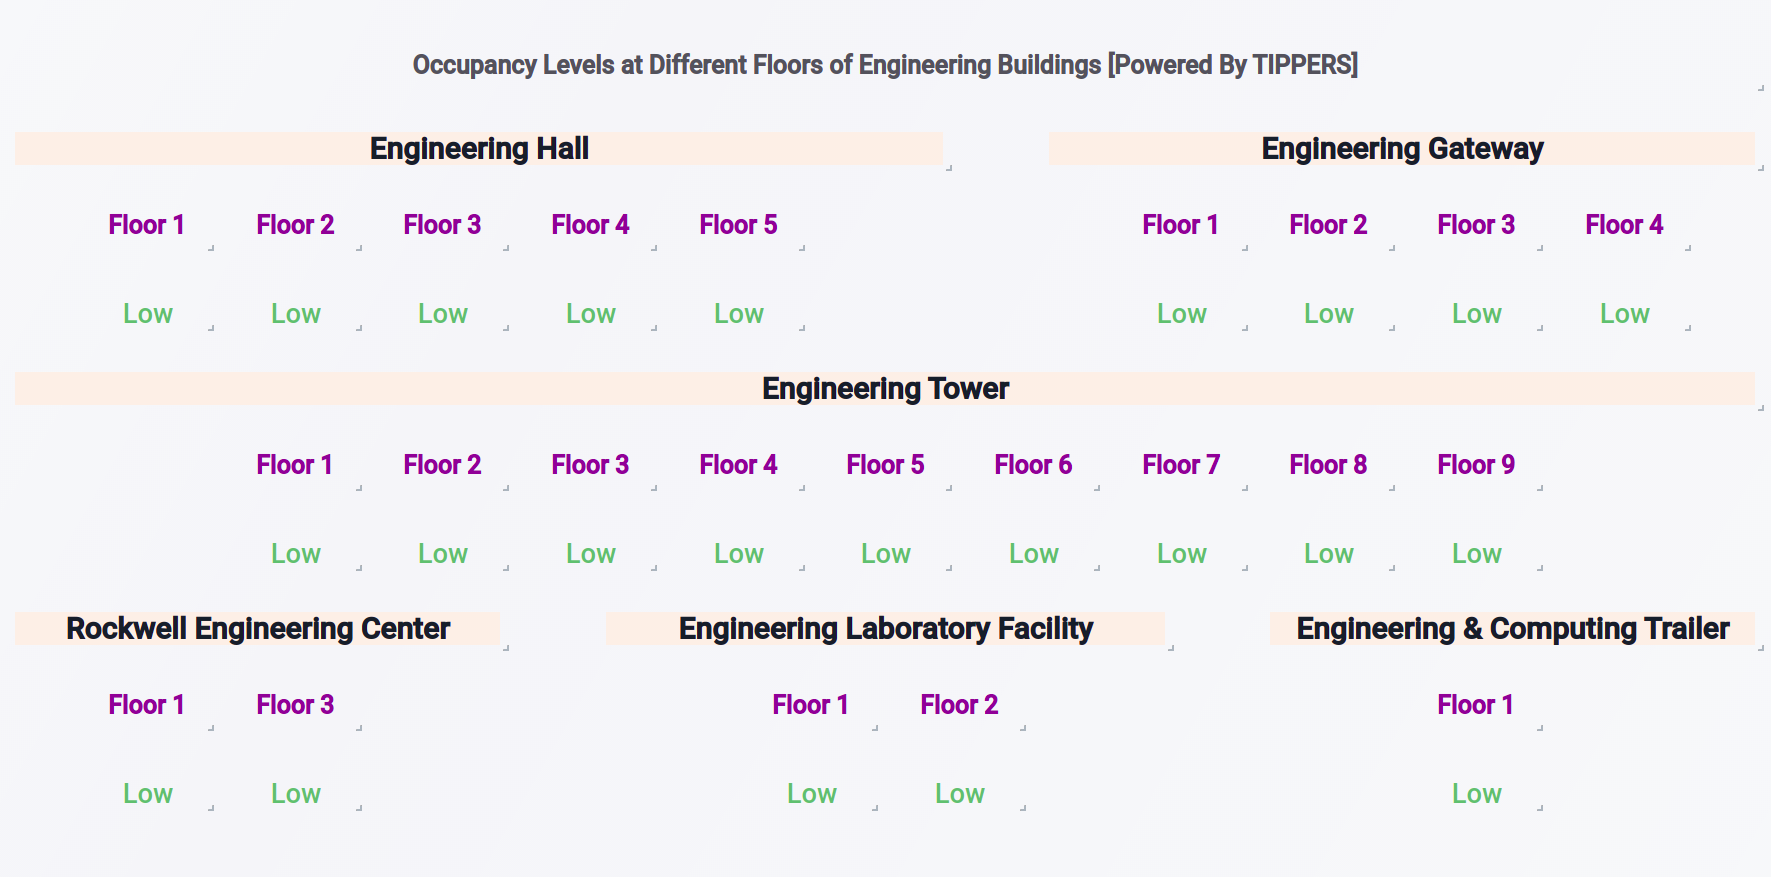 Occupancy Levels at Different Floors of Engineering Buildings [Powered By TIPPERS]
Engineering Hall
Floor 1 Floor 2 Floor 3 Floor 4 Floor 5
Low Low Low Low Low
Engineering Gateway
Floor 1 Floor 2 Floor 3 Floor 4
Low Low Low Low
Engineering Tower
Floor 1 Floor 2 Floor 3 Floor 4 Floor 5 Floor 6 Floor 7 Floor 8 Floor 9
Low Low Low Low Low Low Low Low Low
Rockwell Engineering Center
Floor 1 Floor 3
Low Low
Engineering Laboratory Facility
Floor 1 Floor 2
Low Low
Engineering & Computing Trailer
Floor 1
Low